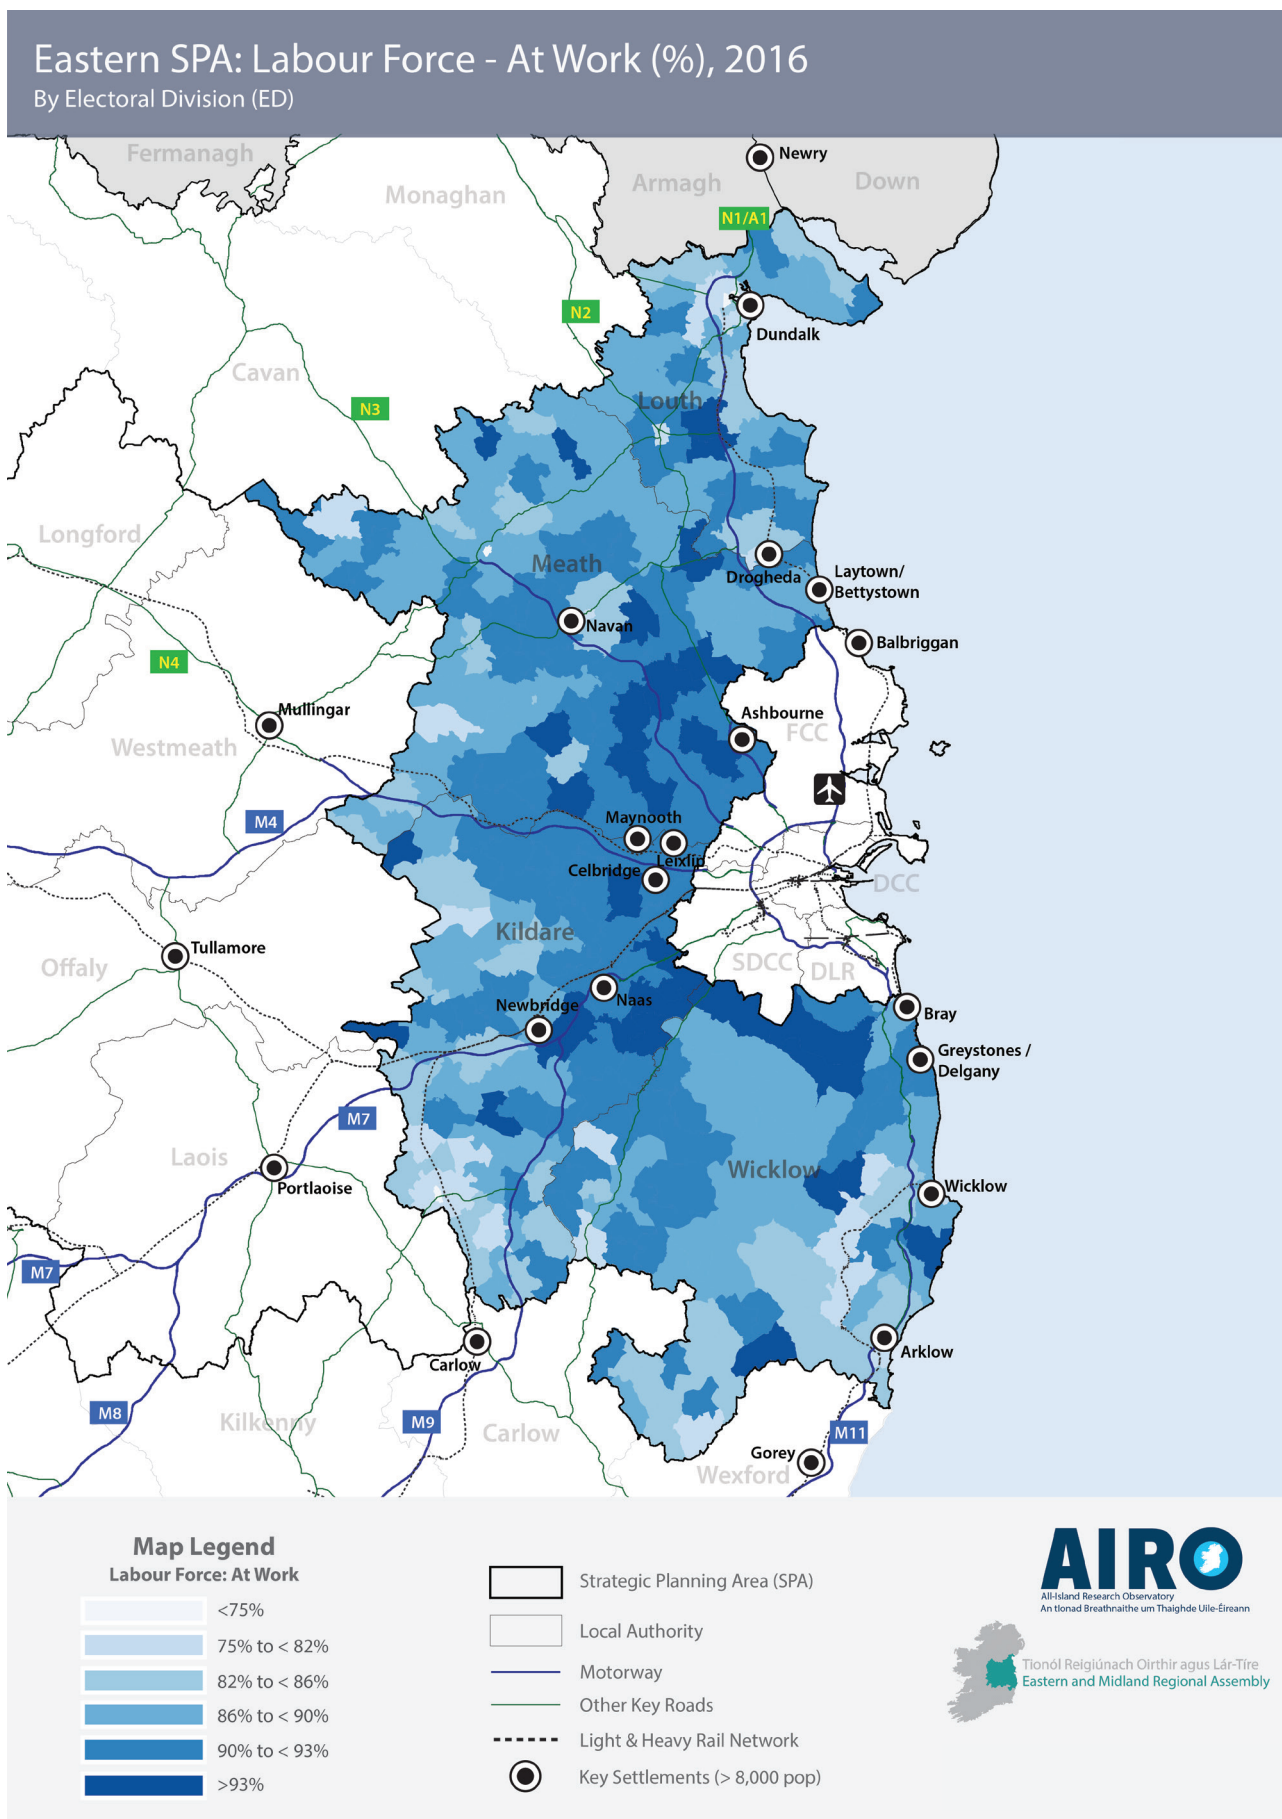 Eastern SPA: Labour Force - At Work (%), 2016
By Electoral Division (ED)
Fermanagh
Newry
Armagh
Down
Monaghan
N1/A1
N2
Dundalk
Cavan
N3
Louth
Longford
Meath
Drogheda
Laytown/
Bettystown
Navan
Balbriggan
N4
Mullingar
Ashbourne
FCC
Westmeath
M4
Maynooth
Leixlip
Celbridge
DCC
Kildare
Tullamore
Offaly
SDCC
DLR
Naas
Newbridge
Bray
Greystones /
Delgany
M7
Laois
Wicklow
Portlaoise
Wicklow
M7
Carlow
Arklow
M8
Kilkenny
M9
Carlow
M11
Gorey
Wexford
Map Legend
Labour Force: At Work
<75%
75% to < 82%
82% to < 86%
86% to < 90%
90% to < 93%
>93%
Strategic Planning Area (SPA)
Local Authority
Motorway
Other Key Roads
Light & Heavy Rail Network
Key Settlements (> 8,000 pop)
AIRO
All-Island Research Observatory
An tIonad Breathnaithe um Thaighde Uile-Éireann
Tionól Reigiúnach Oirthir agus Lár-Tíre
Eastern and Midland Regional Assembly